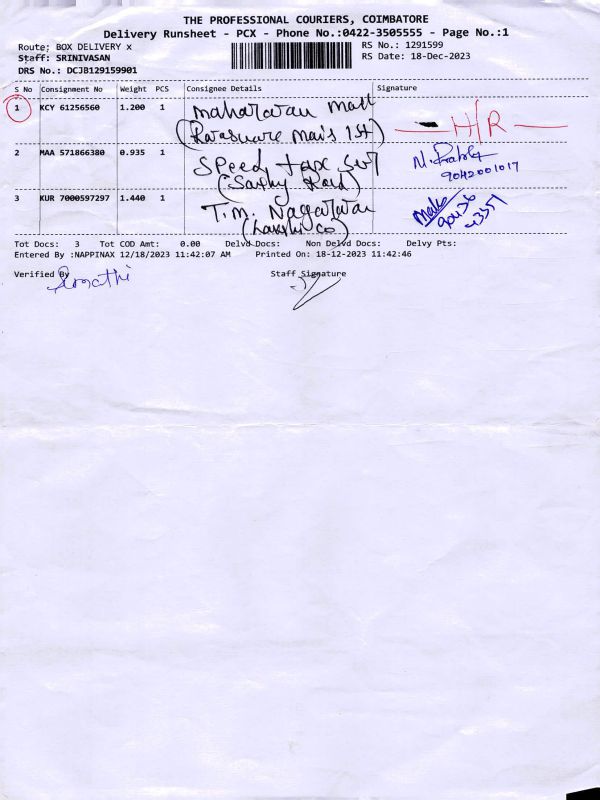 THE PROFESSIONAL COURIERS, COIMBATORE
Delivery Runsheet - PCX - Phone No.:0422-3505555 - Page No.:1
Route; BOX DELIVERY x RS No.: 1291599
Staff: SRINIVASAN RS Date: 18-Dec-2023
DRS No.: DCJB129159901
S No Consignment No Weight PCS Consignee Details Signature
1 KCY 61256560 1.200 1 H/R
2 MAA 571866380 0.935 1 Speed
9042001017
3 KUR 7000597297 1.440 1 T.M. Nagarajan
Tot Docs: 3 Tot COD Amt: 0.00 Delvd Docs: Non Delvd Docs: Delvy Pts:
Entered By :NAPPINAX 12/18/2023 11:42:07 AM Printed On: 18-12-2023 11:42:46
Verified By Staff Signature